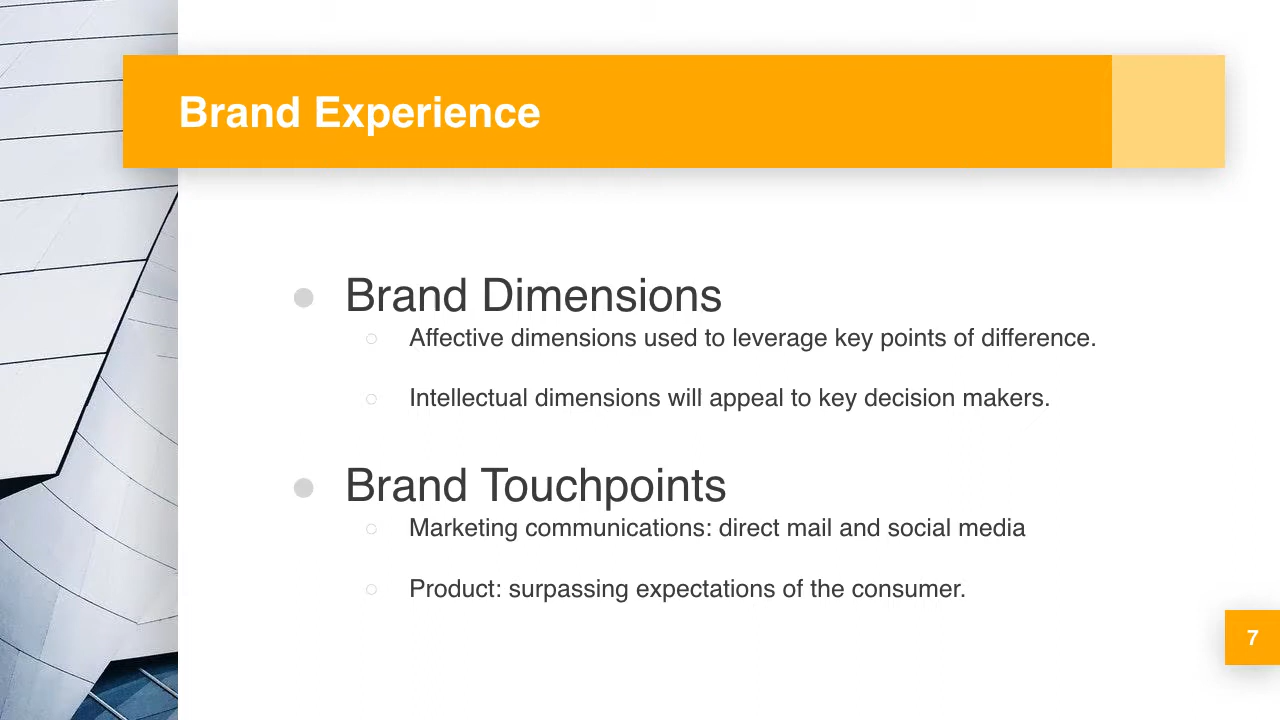 Brand Experience
Brand Dimensions
Affective dimensions used to leverage key points of difference.
Intellectual dimensions will appeal to key decision makers.
Brand Touchpoints
Marketing communications: direct mail and social media
Product: surpassing expectations of the consumer.
7